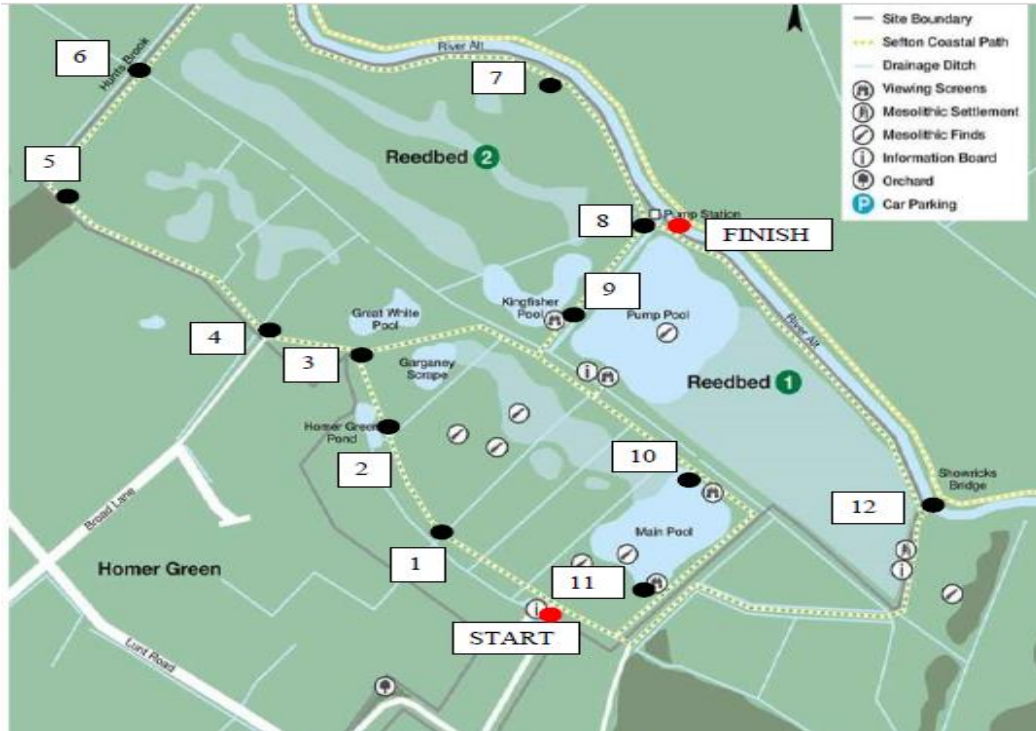 Site Boundary
Sefton Coastal Path
Drainage Ditch
Viewing Screens
Mesolithic Settlement
Mesolithic Finds
i Information Board
Orchard
P Car Parking
River Alt
6
Hunts Brook
7
5
Reedbed 2
8
Pump Station
FINISH
9
Kingfisher
Pool
Great White
Pool
Pump Pool
4
3
Garganey
Scrape
River Alt
i
Reedbed 1
Homer Green
Pond
2
10
Showricks
Bridge
12
Broad Lane
1
Main Pool
i
Homer Green
11
i
START
Lunt Road